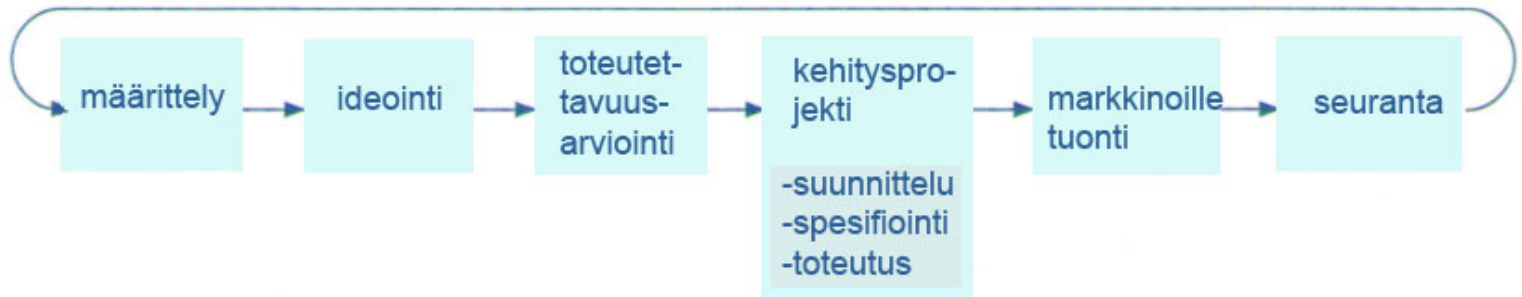 määrittely
ideointi
toteutet-
tavuus-
arviointi
kehityspro-
jekti
-suunnittelu
-spesifiointi
-toteutus
markkinoille
tuonti
seuranta